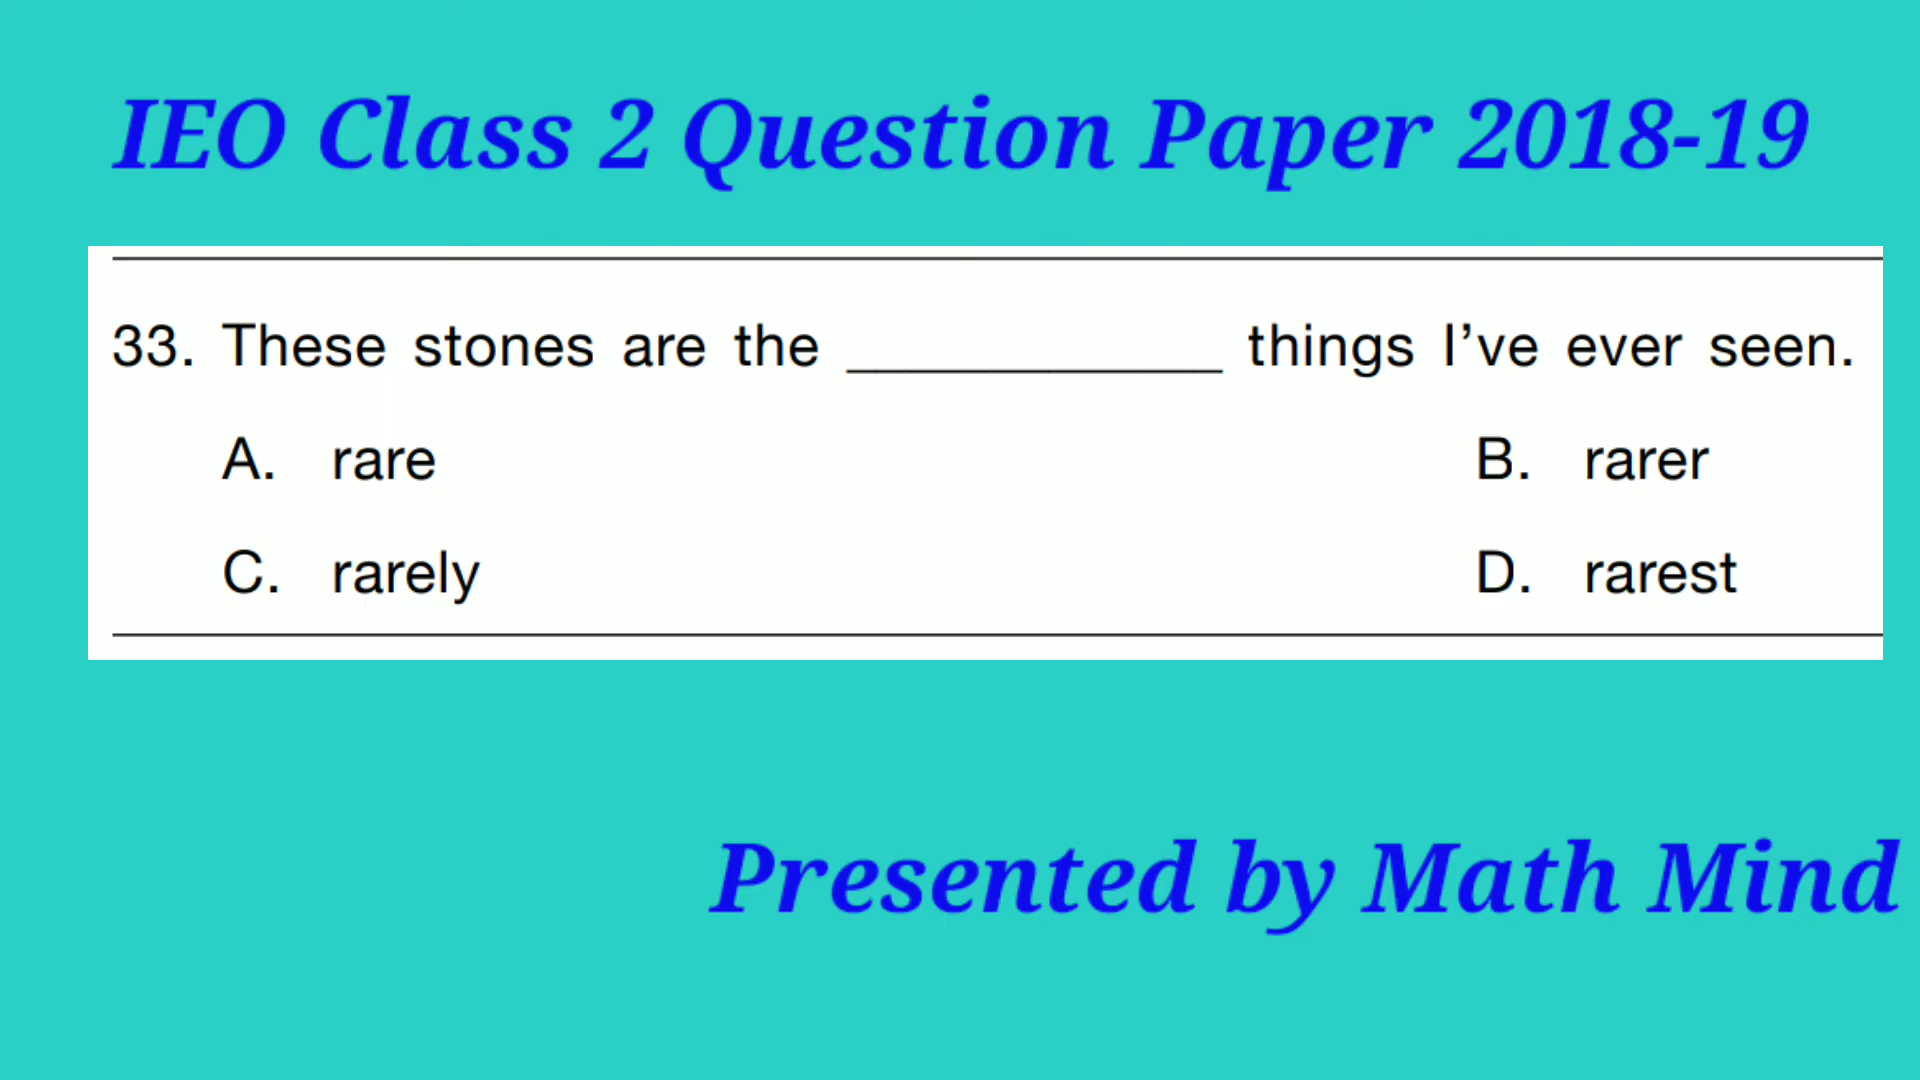 IEO Class 2 Question Paper 2018-19
33. These stones are the _____________ things I’ve ever seen.
A. rare B. rarer
C. rarely D. rarest
Presented by Math Mind